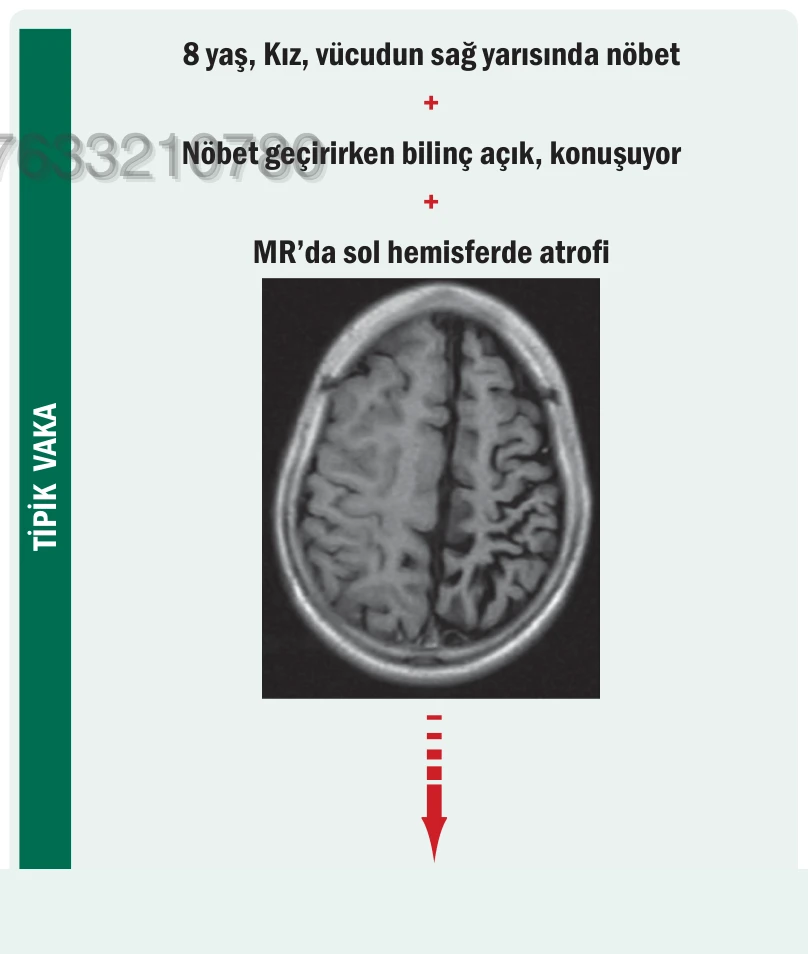 8 yaş, Kız, vücudun sağ yarısında nöbet
+
Nöbet geçirirken bilinç açık, konuşuyor
+
MR’da sol hemisferde atrofi
TİPİK VAKA
7633210780